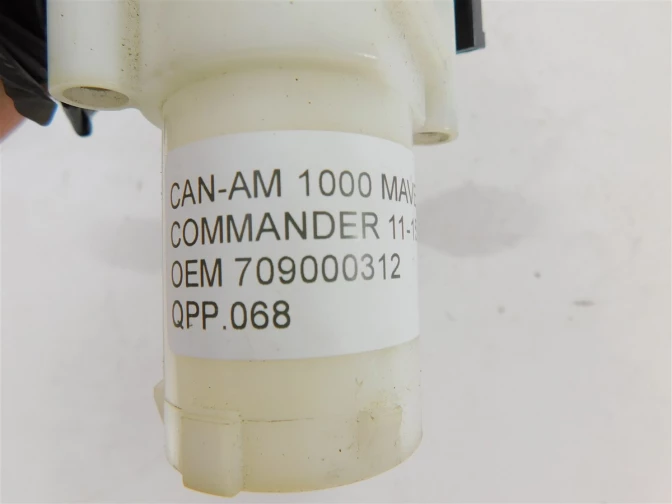 CAN-AM 1000
COMMANDER
OEM 709000312
QPP.068